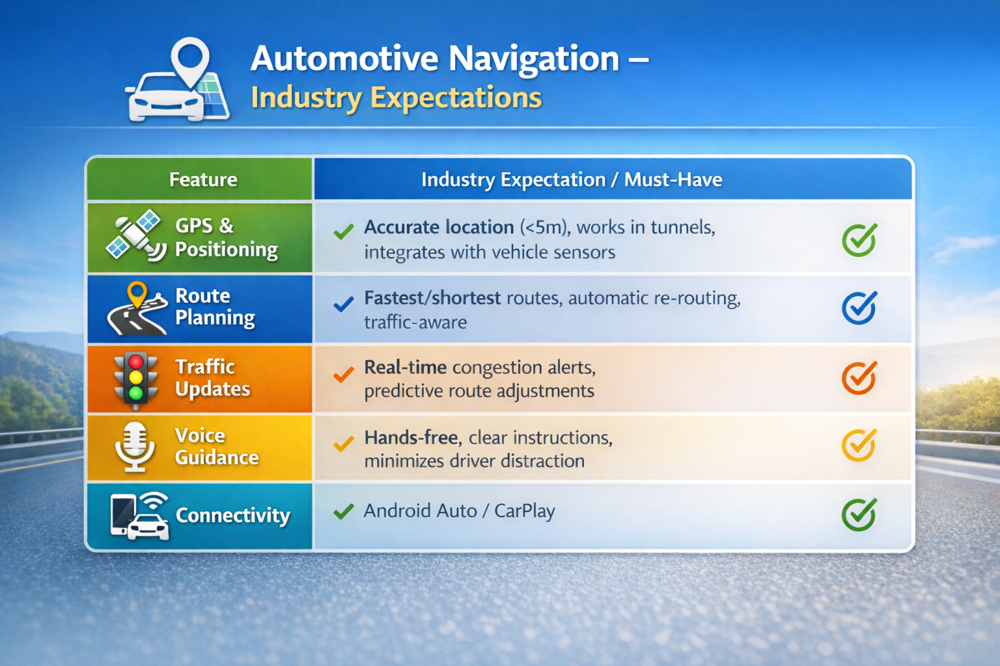 Automotive Navigation –
Industry Expectations
Feature
Industry Expectation / Must-Have
GPS &
Positioning
Accurate location (<5m), works in tunnels,
integrates with vehicle sensors
Route
Planning
Fastest/shortest routes, automatic re-routing,
traffic-aware
Traffic
Updates
Real-time congestion alerts,
predictive route adjustments
Voice
Guidance
Hands-free, clear instructions,
minimizes driver distraction
Connectivity
Android Auto / CarPlay